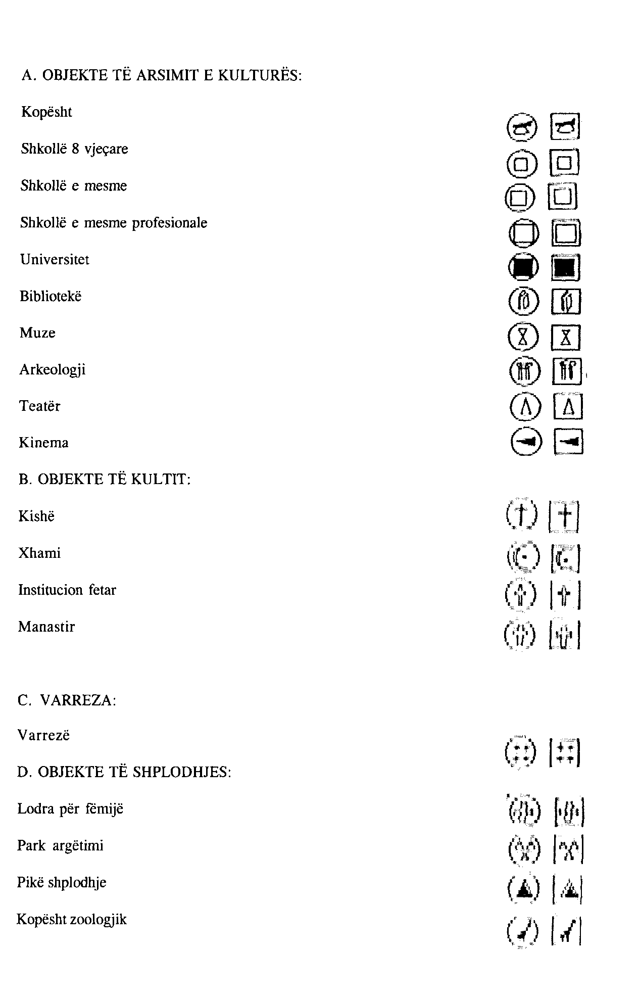 A. OBJEKTE TË ARSIMIT E KULTURËS:
Kopësht
Shkollë 8 vjeçare
Shkollë e mesme
Shkollë e mesme profesionale
Universitet
Bibliotekë
Muze
Arkeologji
Teatër
Kinema
B. OBJEKTE TË KULTIT:
Kishë
Xhami
Institucion fetar
Manastir
C. VARREZA:
Varrezë
D. OBJEKTE TË SHPLODHJES:
Lodra për fëmijë
Park argëtimi
Pikë shplodhje
Kopësht zoologjik